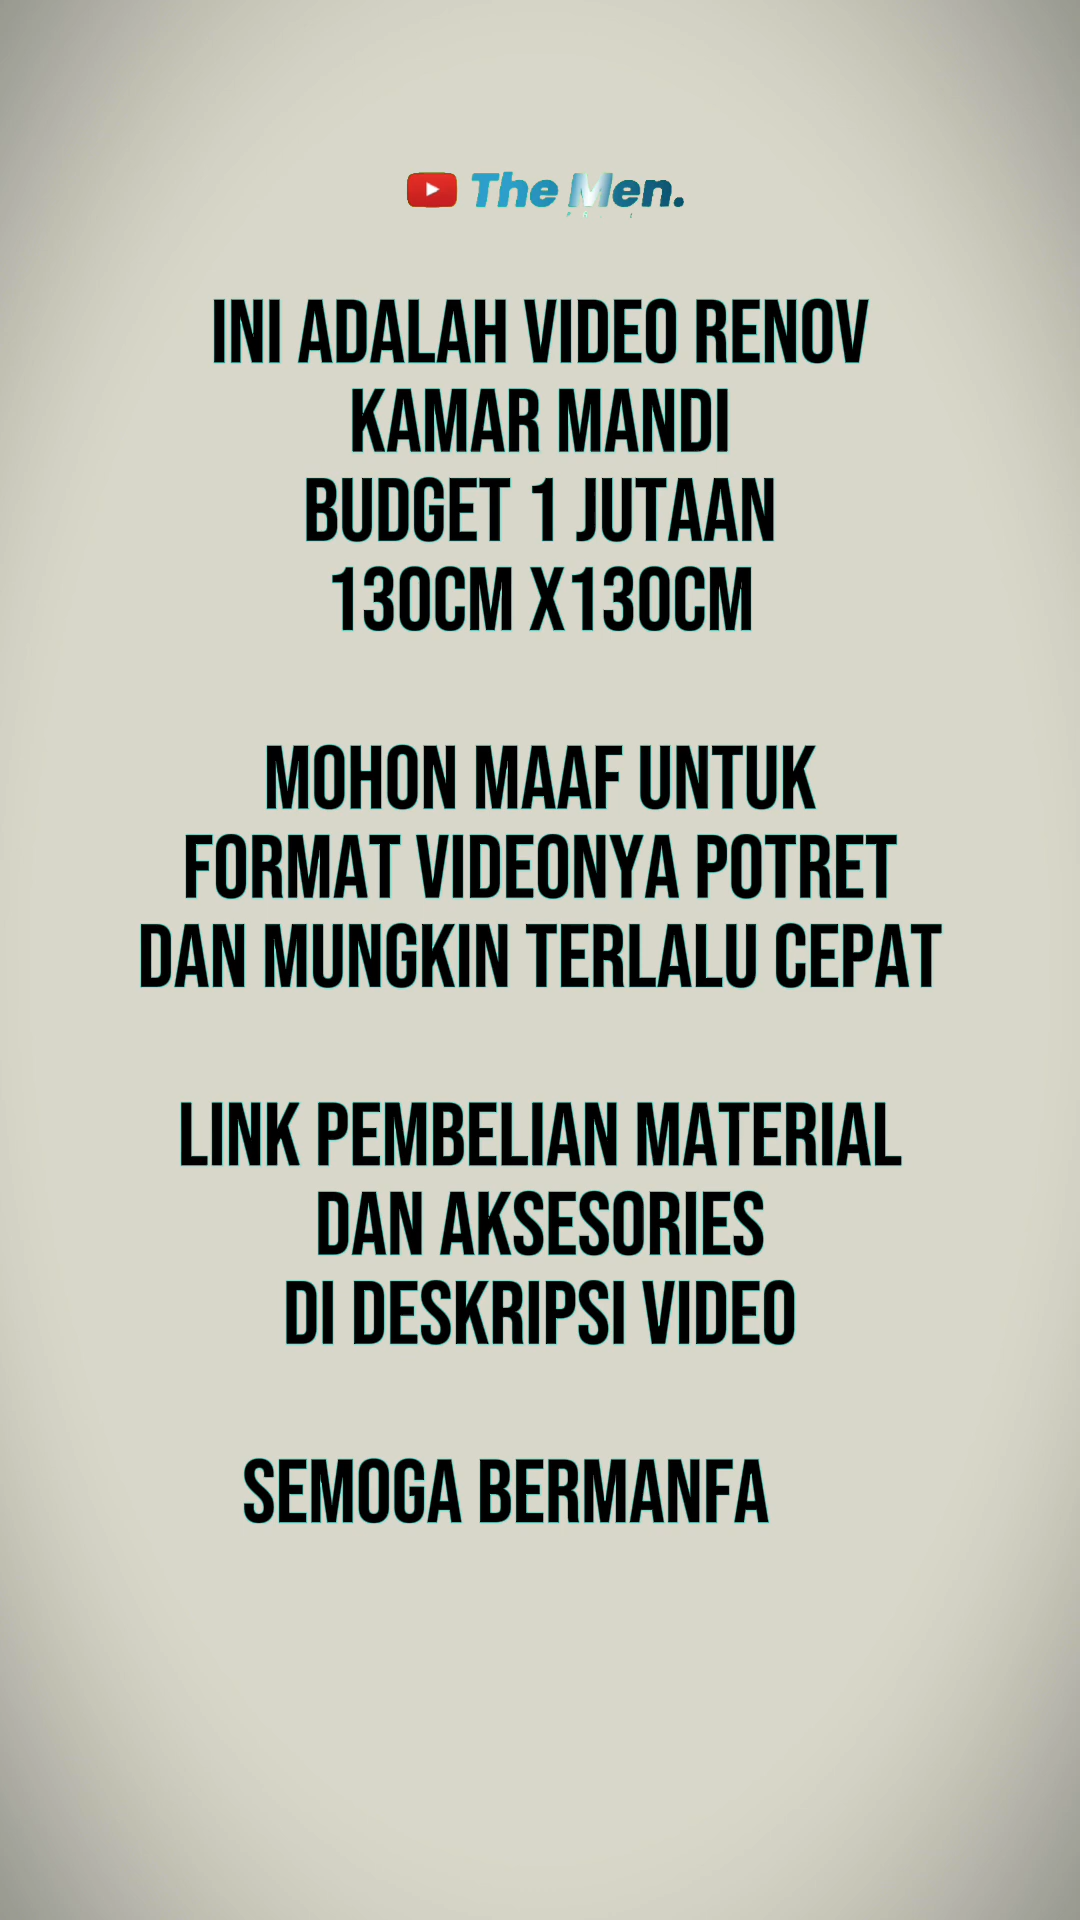 The Men.
INI ADALAH VIDEO RENOV
KAMAR MANDI
BUDGET 1 JUTAAN
130CM X130CM
MOHON MAAF UNTUK
FORMAT VIDEONYA POTRET
DAN MUNGKIN TERLALU CEPAT
LINK PEMBELIAN MATERIAL
DAN AKSESORIES
DI DESKRIPSI VIDEO
SEMOGA BERMANFA